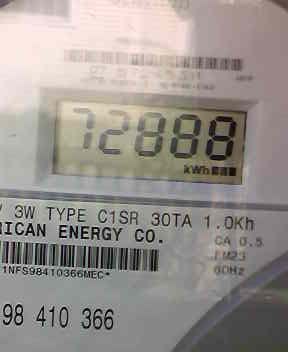 72888
kWh
3W TYPE C1SR 30TA 1.0Kh
RICAN ENERGY CO.
CA 0.5
FM23
60Hz
1NFS98410366MEC*
98 410 366